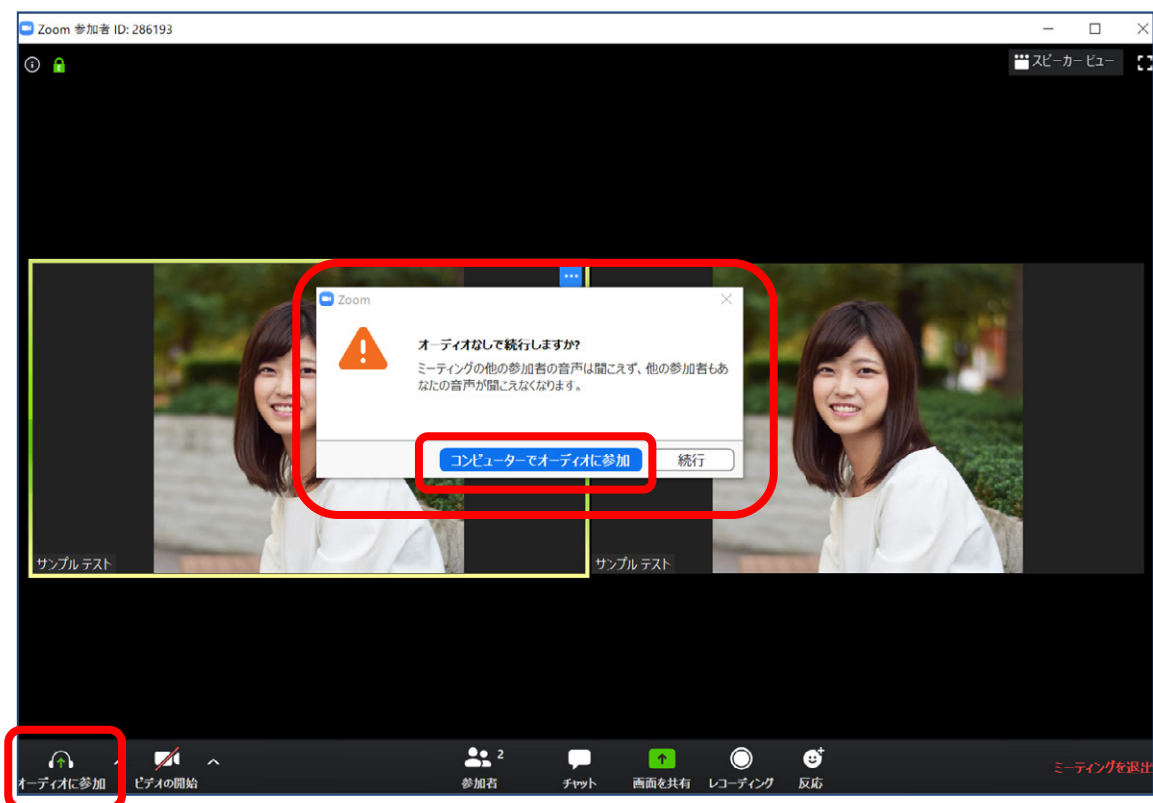 Zoom 参加者 ID: 286193
スピーカー ビュー
Zoom
オーディオなしで続行しますか?
ミーティングの他の参加者の音声は聞こえず、他の参加者もあ
なたの音声が聞こえなくなります。
コンピューターでオーディオに参加
続行
サンプル テスト
サンプル テスト
オーディオに参加
ビデオの開始
2
参加者
チャット
画面を共有
レコーディング
反応
ミーティングを退出